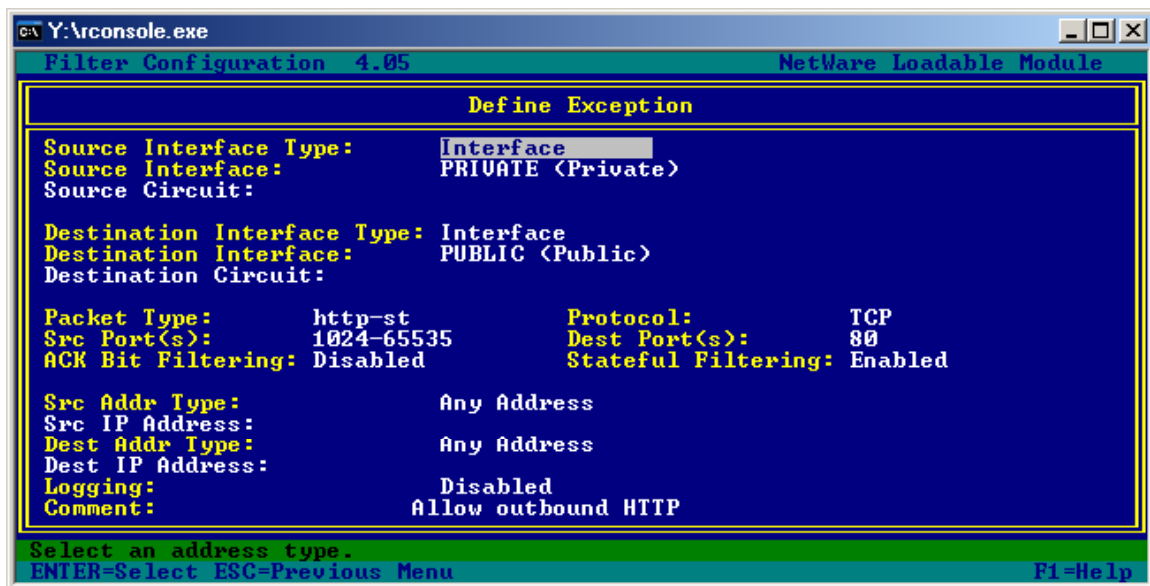 Y:\rconsole.exe
Filter Configuration 4.05 NetWare Loadable Module
Define Exception
Source Interface Type: Interface
Source Interface: PRIVATE (Private)
Source Circuit:
Destination Interface Type: Interface
Destination Interface: PUBLIC (Public)
Destination Circuit:
Packet Type: http-st Protocol: TCP
Src Port(s): 1024-65535 Dest Port(s): 80
ACK Bit Filtering: Disabled Stateful Filtering: Enabled
Src Addr Type: Any Address
Src IP Address:
Dest Addr Type: Any Address
Dest IP Address:
Logging: Disabled
Comment: Allow outbound HTTP
Select an address type.
ENTER=Select ESC=Previous Menu F1=Help